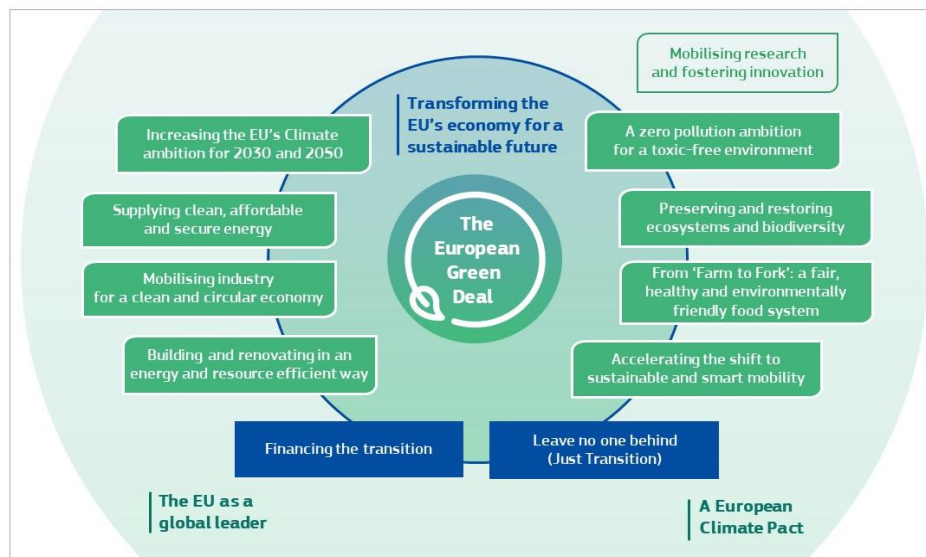 Mobilising research
and fostering innovation
Transforming the
EU's economy for a
sustainable future
Increasing the EU's Climate
ambition for 2030 and 2050
A zero pollution ambition
for a toxic-free environment
Supplying clean, affordable
and secure energy
Preserving and restoring
ecosystems and biodiversity
The
European
Green
Deal
Mobilising industry
for a clean and circular economy
From ‘Farm to Fork’: a fair,
healthy and environmentally
friendly food system
Building and renovating in an
energy and resource efficient way
Accelerating the shift to
sustainable and smart mobility
Financing the transition
Leave no one behind
(Just Transition)
The EU as a
global leader
A European
Climate Pact